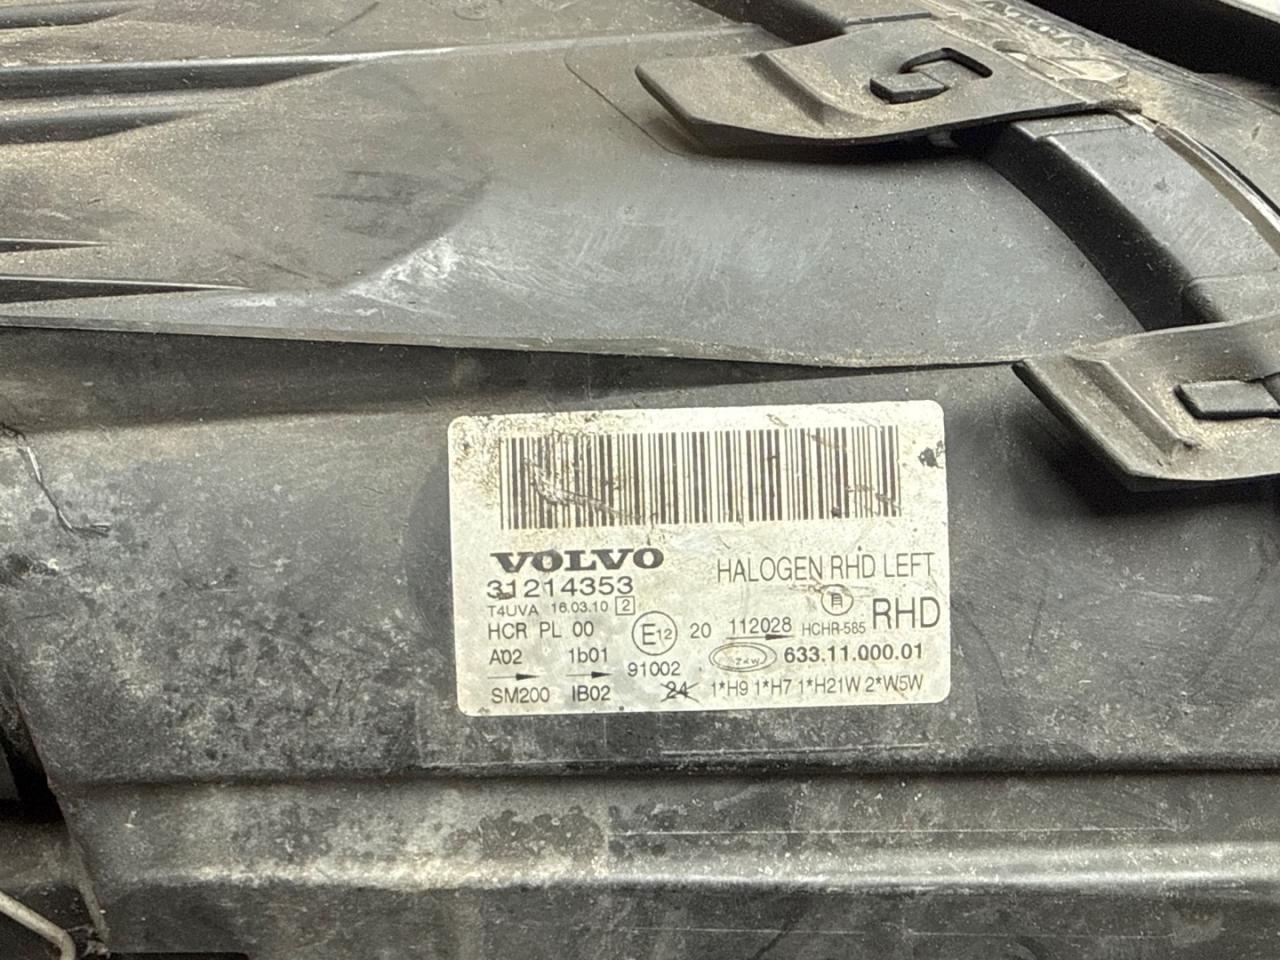 VOLVO
HALOGEN RHD LEFT
31214353
T4UVA 16.03.10 2
HCR PL 00
E12
20
112028
HCHR-585
RHD
A02
1b01
91002
ZKW
633.11.000.01
SM200
IB02
24
1*H9 1*H7 1*H21W 2*W5W